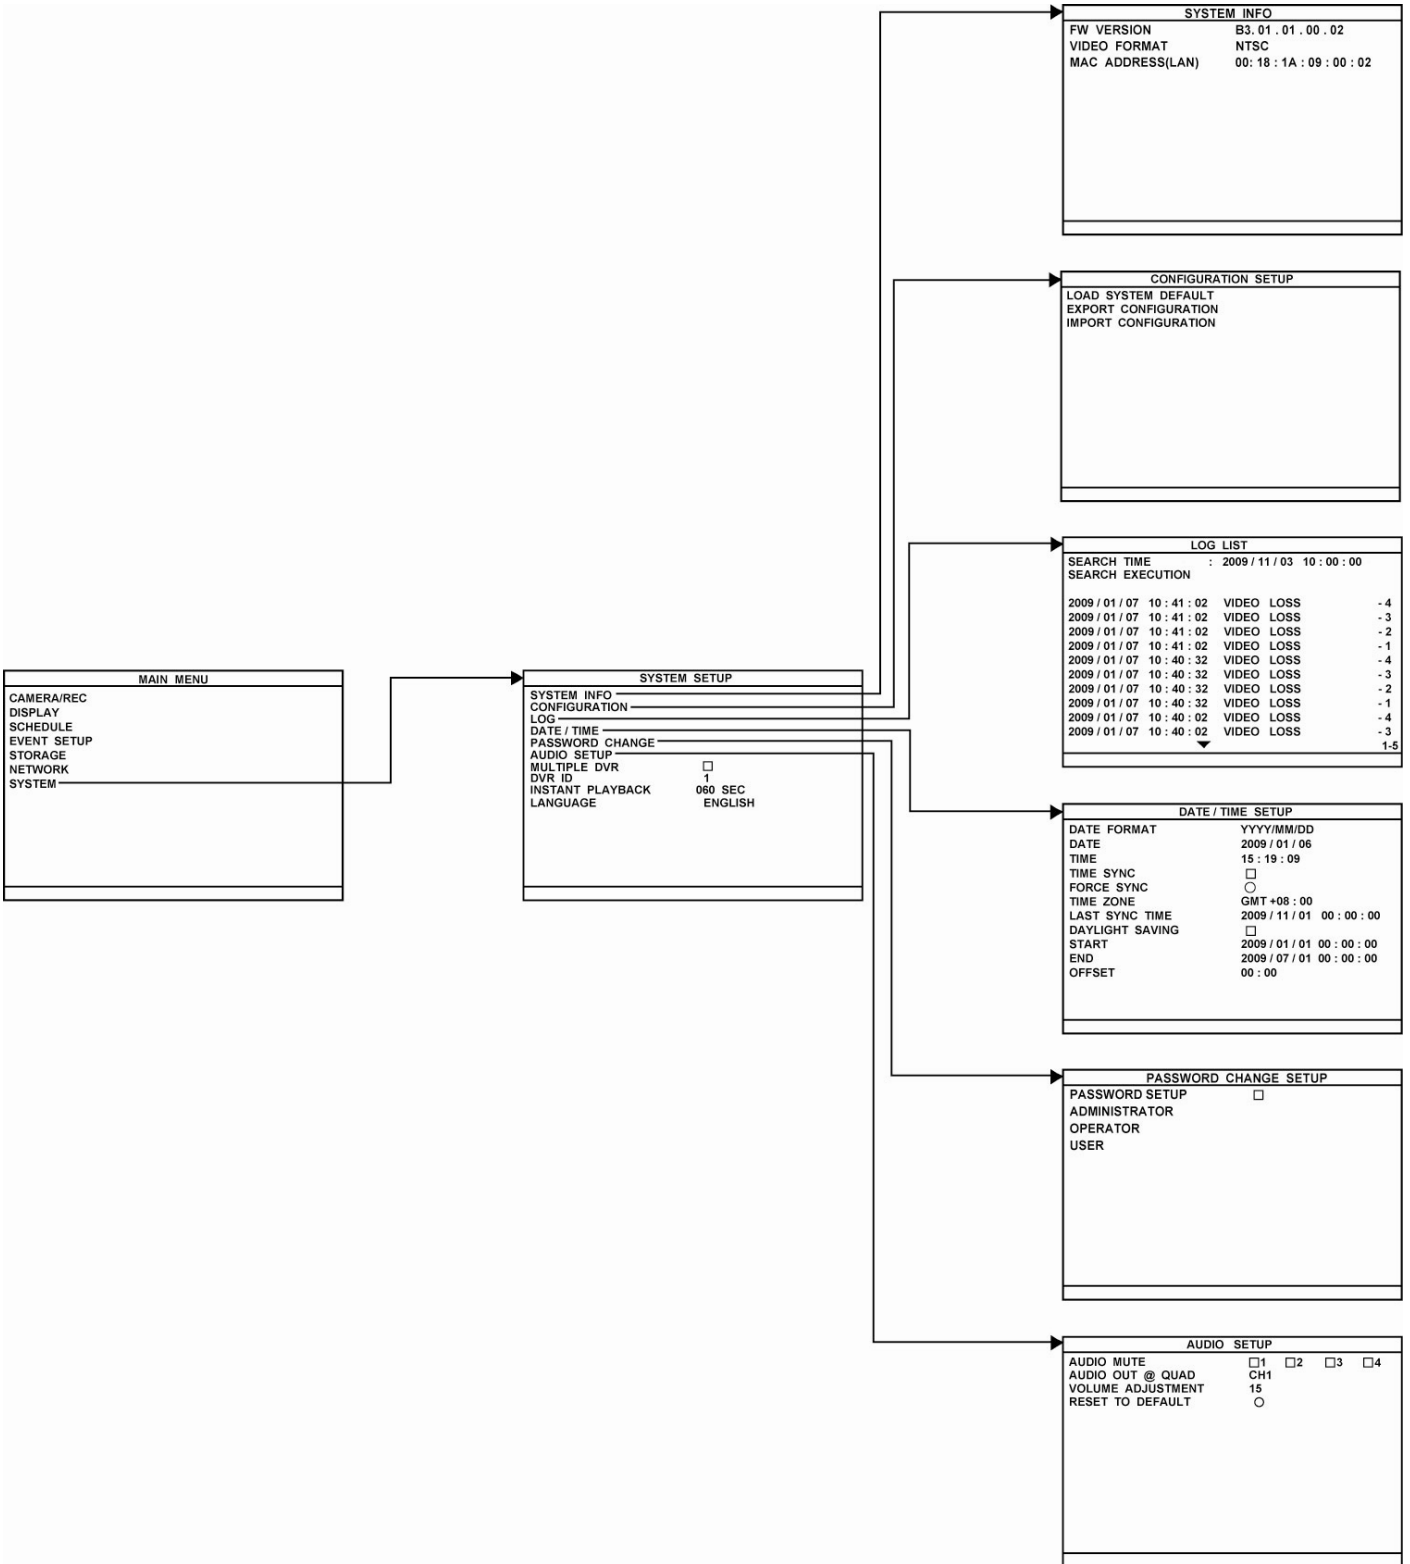 MAIN MENU
CAMERA/REC
DISPLAY
SCHEDULE
EVENT SETUP
STORAGE
NETWORK
SYSTEM
SYSTEM SETUP
SYSTEM INFO
CONFIGURATION
LOG
DATE / TIME
PASSWORD CHANGE
AUDIO SETUP
MULTIPLE DVR □
DVR ID 1
INSTANT PLAYBACK 060 SEC
LANGUAGE ENGLISH
SYSTEM INFO
FW VERSION B3. 01 . 01 . 00 . 02
VIDEO FORMAT NTSC
MAC ADDRESS(LAN) 00: 18 : 1A : 09 : 00 : 02
CONFIGURATION SETUP
LOAD SYSTEM DEFAULT
EXPORT CONFIGURATION
IMPORT CONFIGURATION
LOG LIST
SEARCH TIME : 2009 / 11 / 03 10 : 00 : 00
SEARCH EXECUTION
2009 / 01 / 07 10 : 41 : 02 VIDEO LOSS - 4
2009 / 01 / 07 10 : 41 : 02 VIDEO LOSS - 3
2009 / 01 / 07 10 : 41 : 02 VIDEO LOSS - 2
2009 / 01 / 07 10 : 41 : 02 VIDEO LOSS - 1
2009 / 01 / 07 10 : 40 : 32 VIDEO LOSS - 4
2009 / 01 / 07 10 : 40 : 32 VIDEO LOSS - 3
2009 / 01 / 07 10 : 40 : 32 VIDEO LOSS - 2
2009 / 01 / 07 10 : 40 : 32 VIDEO LOSS - 1
2009 / 01 / 07 10 : 40 : 02 VIDEO LOSS - 4
2009 / 01 / 07 10 : 40 : 02 VIDEO LOSS - 3
1-5
DATE / TIME SETUP
DATE FORMAT YYYY/MM/DD
DATE 2009 / 01 / 06
TIME 15 : 19 : 09
TIME SYNC □
FORCE SYNC ○
TIME ZONE GMT +08 : 00
LAST SYNC TIME 2009 / 11 / 01 00 : 00 : 00
DAYLIGHT SAVING □
START 2009 / 01 / 01 00 : 00 : 00
END 2009 / 07 / 01 00 : 00 : 00
OFFSET 00 : 00
PASSWORD CHANGE SETUP
PASSWORD SETUP □
ADMINISTRATOR
OPERATOR
USER
AUDIO SETUP
AUDIO MUTE □1 □2 □3 □4
AUDIO OUT @ QUAD CH1
VOLUME ADJUSTMENT 15
RESET TO DEFAULT ○